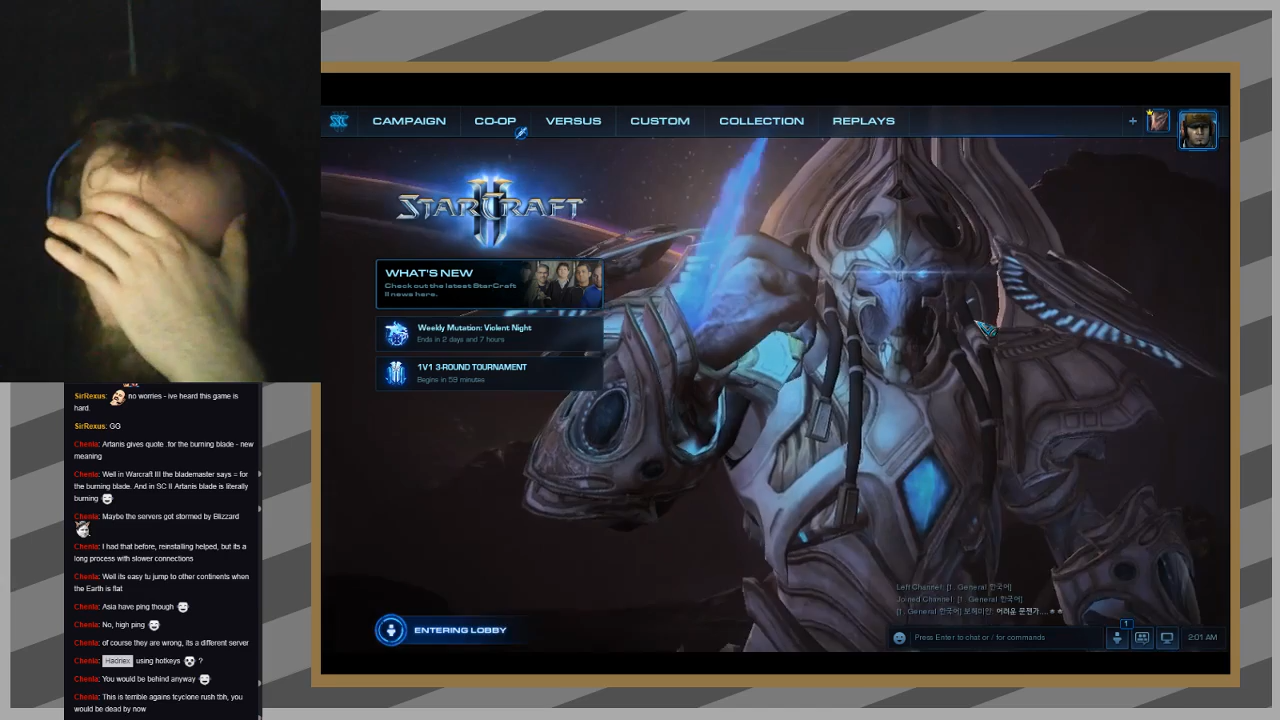 CAMPAIGN
CO-OP
VERSUS
CUSTOM
COLLECTION
REPLAYS
STARCRAFT
II
WHAT'S NEW
Check out the latest StarCraft
II news here.
Weekly Mutation: Violent Night
Ends in 2 days and 7 hours
1V1 3-ROUND TOURNAMENT
Begins in 59 minutes
SirRexus: no worries - ive heard this game is
hard.
SirRexus: GG
Chenla: Artanis gives quote .for the burning blade - new
meaning
Chenla: Well in Warcraft III the blademaster says = for
the burning blade. And in SC II Artanis blade is literally
burning
Chenla: Maybe the servers got stormed by Blizzard
Chenla: I had that before, reinstalling helped, but its a
long process with slower connections
Chenla: Well its easy tu jump to other continents when
the Earth is flat
Chenla: Asia have ping though
Chenla: No, high ping
Chenla: of course they are wrong, its a different server
Chenla: Hadriex using hotkeys ?
Chenla: You would be behind anyway
Chenla: This is terrible agains tcyclone rush tbh, you
would be dead by now
ENTERING LOBBY
Left Channel: [1. General 한국어]
Joined Channel: [1. General 한국어]
[1. General 한국어]
Press Enter to chat or / for commands
1
2:01 AM